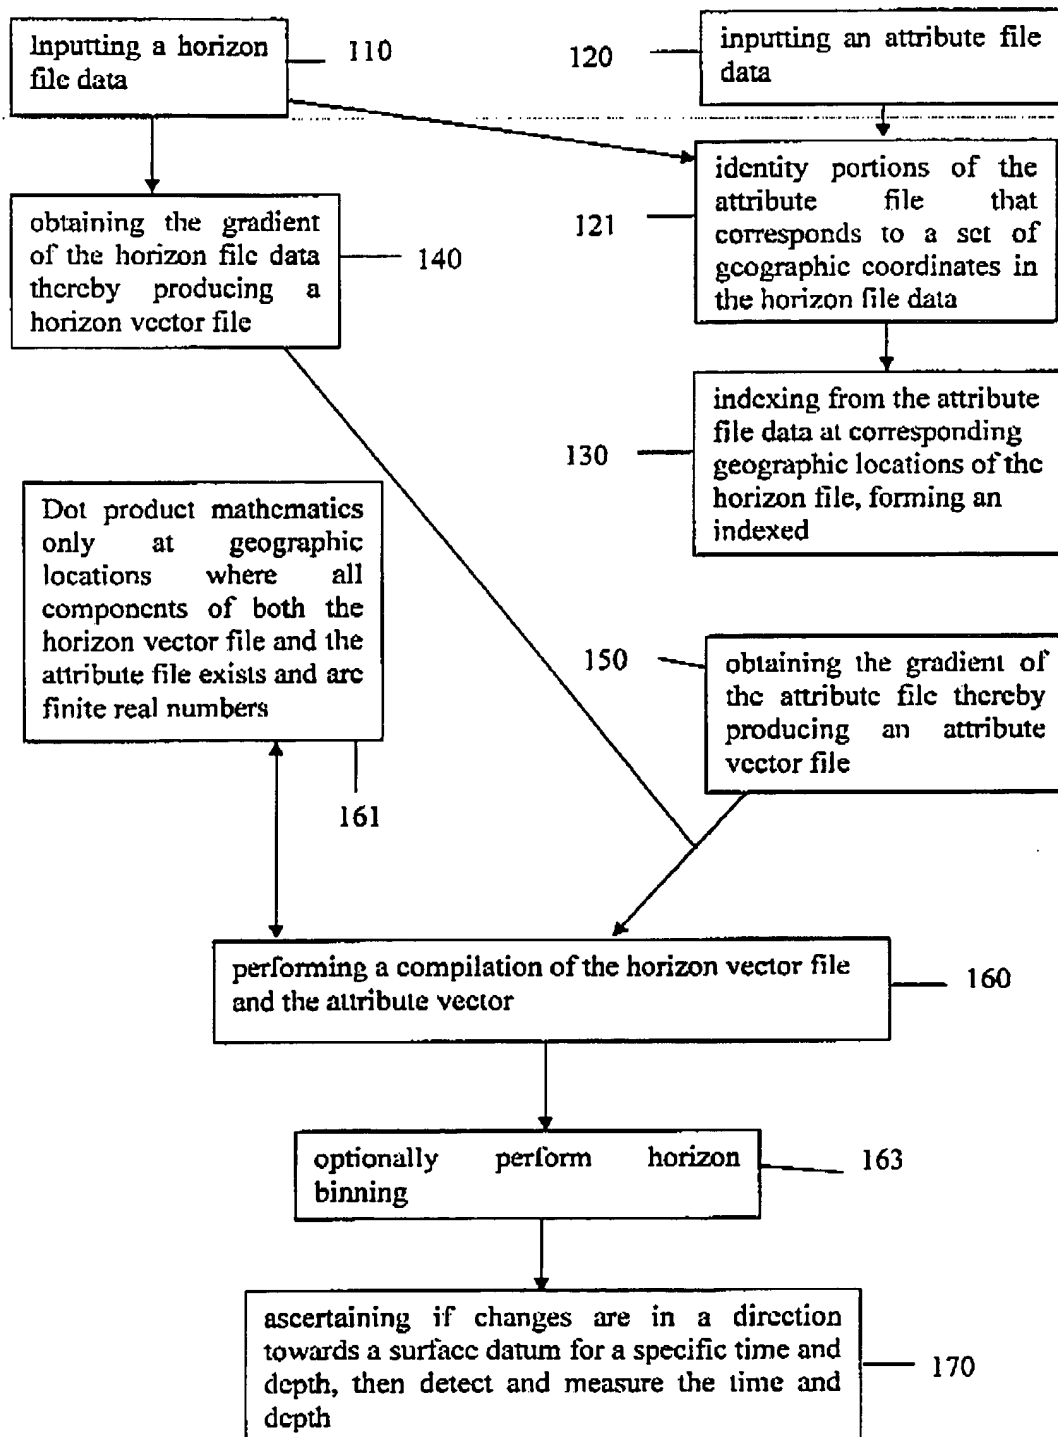 Inputting a horizon
file data
110
120
inputting an attribute file
data
identity portions of the
attribute file that
corresponds to a set of
geographic coordinates in
the horizon file data
121
obtaining the gradient
of the horizon file data
thereby producing a
horizon vector file
140
indexing from the attribute
file data at corresponding
geographic locations of the
horizon file, forming an
indexed
130
Dot product mathematics
only at geographic
locations where all
components of both the
horizon vector file and the
attribute file exists and are
finite real numbers
161
150
obtaining the gradient of
the attribute file thereby
producing an attribute
vector file
performing a compilation of the horizon vector file
and the attribute vector
160
optionally perform horizon
binning
163
ascertaining if changes are in a direction
towards a surface datum for a specific time and
depth, then detect and measure the time and
depth
170